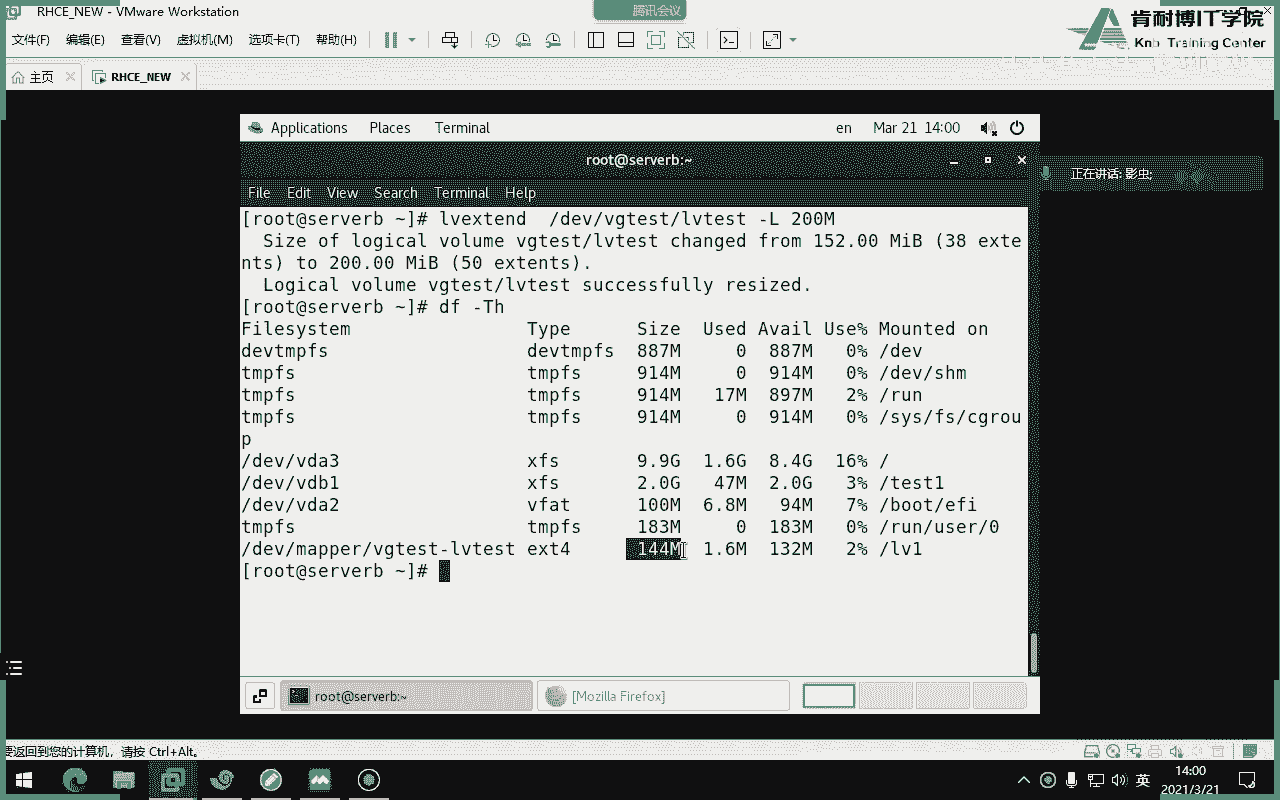 RHCE_NEW - VMware Workstation
腾讯会议
肯耐博IT学院
Knb Training Center
文件(F) 编辑(E) 查看(V) 虚拟机(M) 选项卡(T) 帮助(H)
主页 RHCE_NEW
Applications Places Terminal en Mar 21 14:00
root@serverb:~
正在讲话: 影虫;
File Edit View Search Terminal Help
[root@serverb ~]# lvextend  /dev/vgtest/lvtest -L 200M
  Size of logical volume vgtest/lvtest changed from 152.00 MiB (38 exte
nts) to 200.00 MiB (50 extents).
  Logical volume vgtest/lvtest successfully resized.
[root@serverb ~]# df -Th
Filesystem                Type      Size  Used Avail Use% Mounted on
devtmpfs                  devtmpfs  887M     0  887M   0% /dev
tmpfs                     tmpfs     914M     0  914M   0% /dev/shm
tmpfs                     tmpfs     914M   17M  897M   2% /run
tmpfs                     tmpfs     914M     0  914M   0% /sys/fs/cgrou
p
/dev/vda3                 xfs       9.9G  1.6G  8.4G  16% /
/dev/vdb1                 xfs       2.0G   47M  2.0G   3% /test1
/dev/vda2                 vfat      100M  6.8M   94M   7% /boot/efi
tmpfs                     tmpfs     183M     0  183M   0% /run/user/0
/dev/mapper/vgtest-lvtest ext4      144M  1.6M  132M   2% /lv1
[root@serverb ~]#
root@serverb:~ [Mozilla Firefox]
要返回到您的计算机，请按 Ctrl+Alt。
英 14:00
2021/3/21